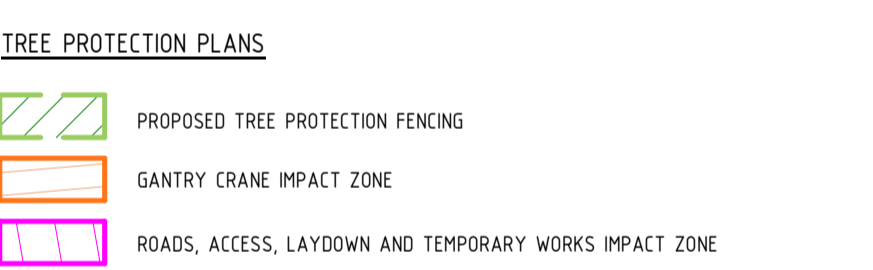 TREE PROTECTION PLANS
PROPOSED TREE PROTECTION FENCING
GANTRY CRANE IMPACT ZONE
ROADS, ACCESS, LAYDOWN AND TEMPORARY WORKS IMPACT ZONE